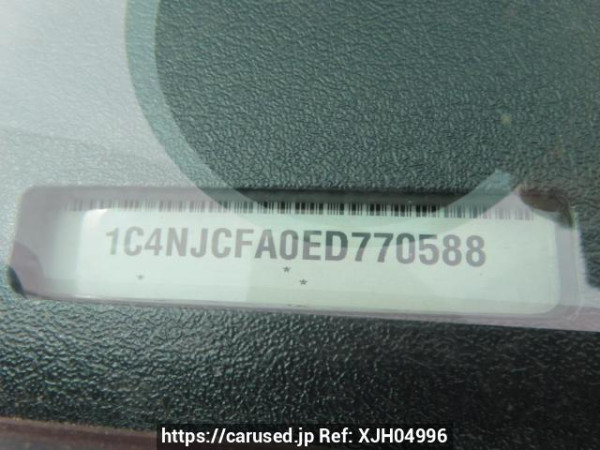 1C4NJCFA0ED770588
https://carused.jp Ref: XJH04996